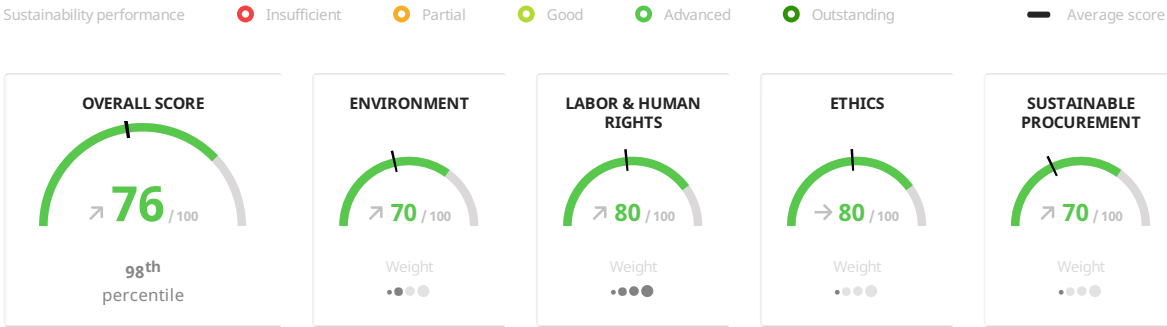 Sustainability performance
Insufficient
Partial
Good
Advanced
Outstanding
Average score
OVERALL SCORE
76 / 100
98th
percentile
ENVIRONMENT
70 / 100
Weight
LABOR & HUMAN
RIGHTS
80 / 100
Weight
ETHICS
80 / 100
Weight
SUSTAINABLE
PROCUREMENT
70 / 100
Weight